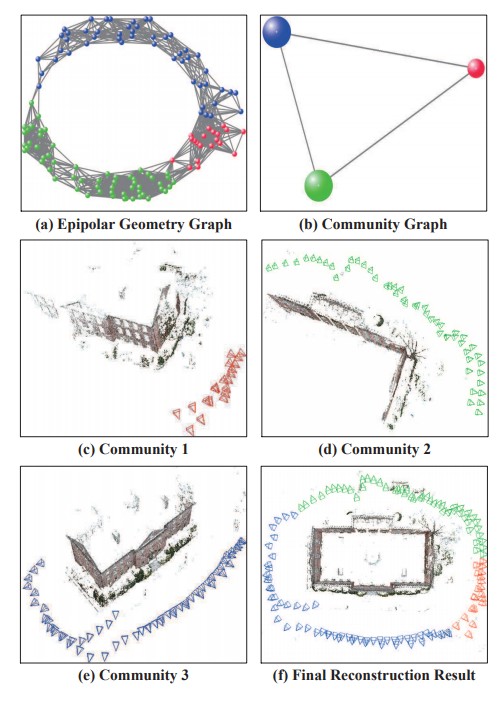 (a) Epipolar Geometry Graph
(b) Community Graph
(c) Community 1
(d) Community 2
(e) Community 3
(f) Final Reconstruction Result